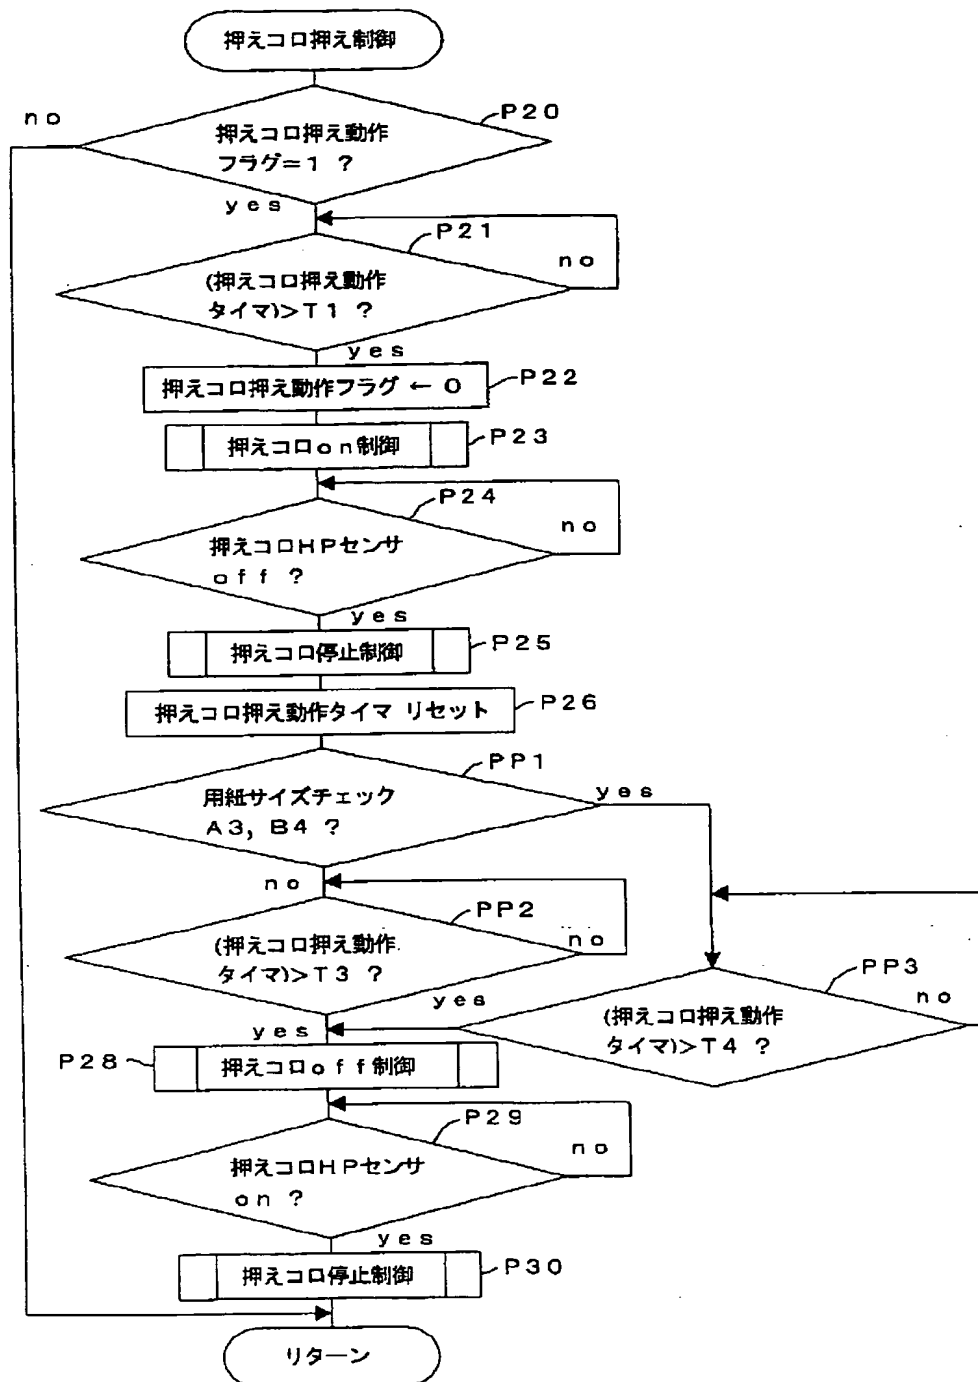 押えコロ押え制御
no
P20
押えコロ押え動作
フラグ=1 ?
yes
P21
no
(押えコロ押え動作
タイマ)>T1 ?
yes
押えコロ押え動作フラグ ← 0
P22
押えコロon制御
P23
P24
no
押えコロHPセンサ
off ?
yes
押えコロ停止制御
P25
押えコロ押え動作タイマ リセット
P26
PP1
yes
用紙サイズチェック
A3, B4 ?
no
PP2
no
(押えコロ押え動作
タイマ)>T3 ?
PP3
no
yes
yes
(押えコロ押え動作
タイマ)>T4 ?
P28
押えコロoff制御
P29
no
押えコロHPセンサ
on ?
yes
押えコロ停止制御
P30
リターン